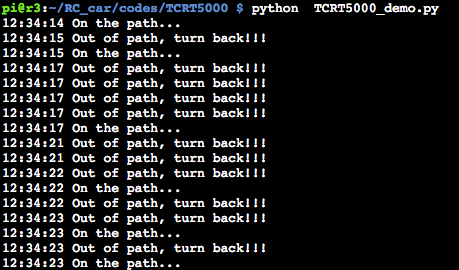 pi@r3:~/RC_car/codes/TCRT5000 $ python  TCRT5000_demo.py
12:34:14 On the path...
12:34:15 Out of path, turn back!!!
12:34:15 On the path...
12:34:17 Out of path, turn back!!!
12:34:17 Out of path, turn back!!!
12:34:17 Out of path, turn back!!!
12:34:17 Out of path, turn back!!!
12:34:17 On the path...
12:34:21 Out of path, turn back!!!
12:34:21 Out of path, turn back!!!
12:34:22 Out of path, turn back!!!
12:34:22 On the path...
12:34:22 Out of path, turn back!!!
12:34:23 Out of path, turn back!!!
12:34:23 On the path...
12:34:23 Out of path, turn back!!!
12:34:23 On the path...